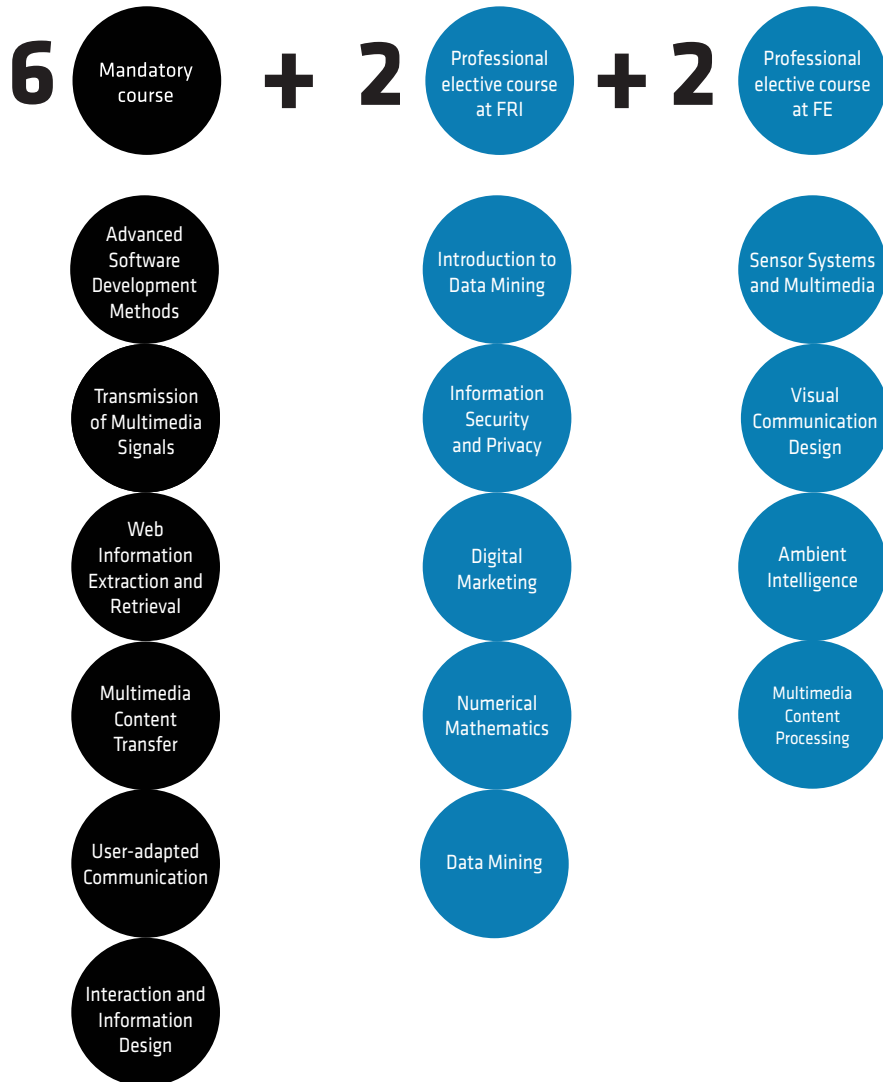 6
Mandatory
course
+
2
Professional
elective course
at FRI
+
2
Professional
elective course
at FE
Advanced
Software
Development
Methods
Transmission
of Multimedia
Signals
Web
Information
Extraction and
Retrieval
Multimedia
Content
Transfer
User-adapted
Communication
Interaction and
Information
Design
Introduction to
Data Mining
Information
Security
and Privacy
Digital
Marketing
Numerical
Mathematics
Data Mining
Sensor Systems
and Multimedia
Visual
Communication
Design
Ambient
Intelligence
Multimedia
Content
Processing